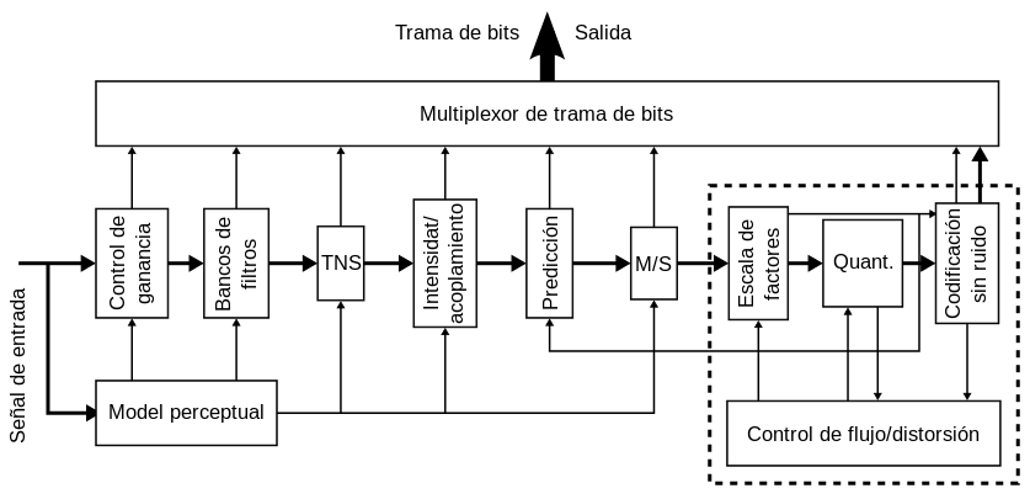 Trama de bits
Salida
Multiplexor de trama de bits
Control de
ganancia
Bancos de
filtros
TNS
Intensidat/
acoplamiento
Predicción
M/S
Escala de
factores
Quant.
Codificación
sin ruido
Señal de entrada
Model perceptual
Control de flujo/distorsión